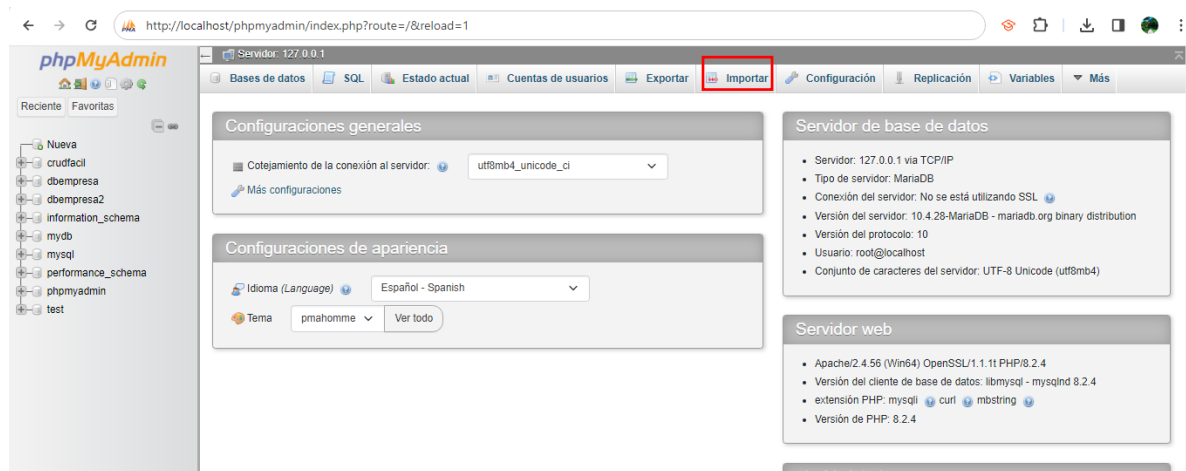 http://localhost/phpmyadmin/index.php?route=/&reload=1
phpMyAdmin
Reciente Favoritas
Nueva
crudfacil
dbempresa
dbempresa2
information_schema
mydb
mysql
performance_schema
phpmyadmin
test
Servidor: 127.0.0.1
Bases de datos SQL Estado actual Cuentas de usuarios Exportar Importar Configuración Replicación Variables Más
Configuraciones generales
Cotejamiento de la conexión al servidor: utf8mb4_unicode_ci
Más configuraciones
Configuraciones de apariencia
Idioma (Language) Español - Spanish
Tema pmahomme Ver todo
Servidor de base de datos
Servidor: 127.0.0.1 via TCP/IP
Tipo de servidor: MariaDB
Conexión del servidor: No se está utilizando SSL
Versión del servidor: 10.4.28-MariaDB - mariadb.org binary distribution
Versión del protocolo: 10
Usuario: root@localhost
Conjunto de caracteres del servidor: UTF-8 Unicode (utf8mb4)
Servidor web
Apache/2.4.56 (Win64) OpenSSL/1.1.1t PHP/8.2.4
Versión del cliente de base de datos: libmysql - mysqlnd 8.2.4
extensión PHP: mysqli curl mbstring
Versión de PHP: 8.2.4